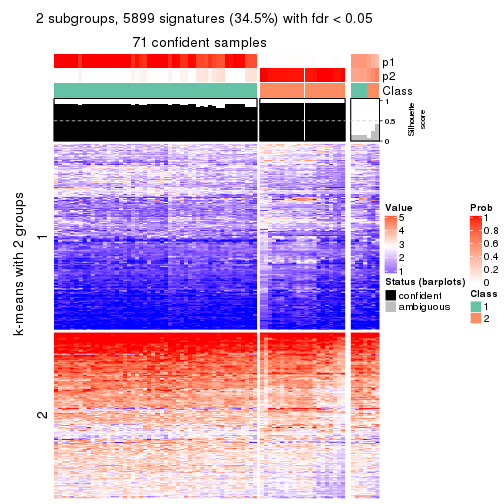 2 subgroups, 5899 signatures (34.5%) with fdr < 0.05
71 confident samples
p1
p2
Class
1
0.5
0
Silhouette
score
k-means with 2 groups
1
2
Value
5
4
3
2
1
Status (barplots)
confident
ambiguous
Prob
1
0.8
0.6
0.4
0.2
0
Class
1
2